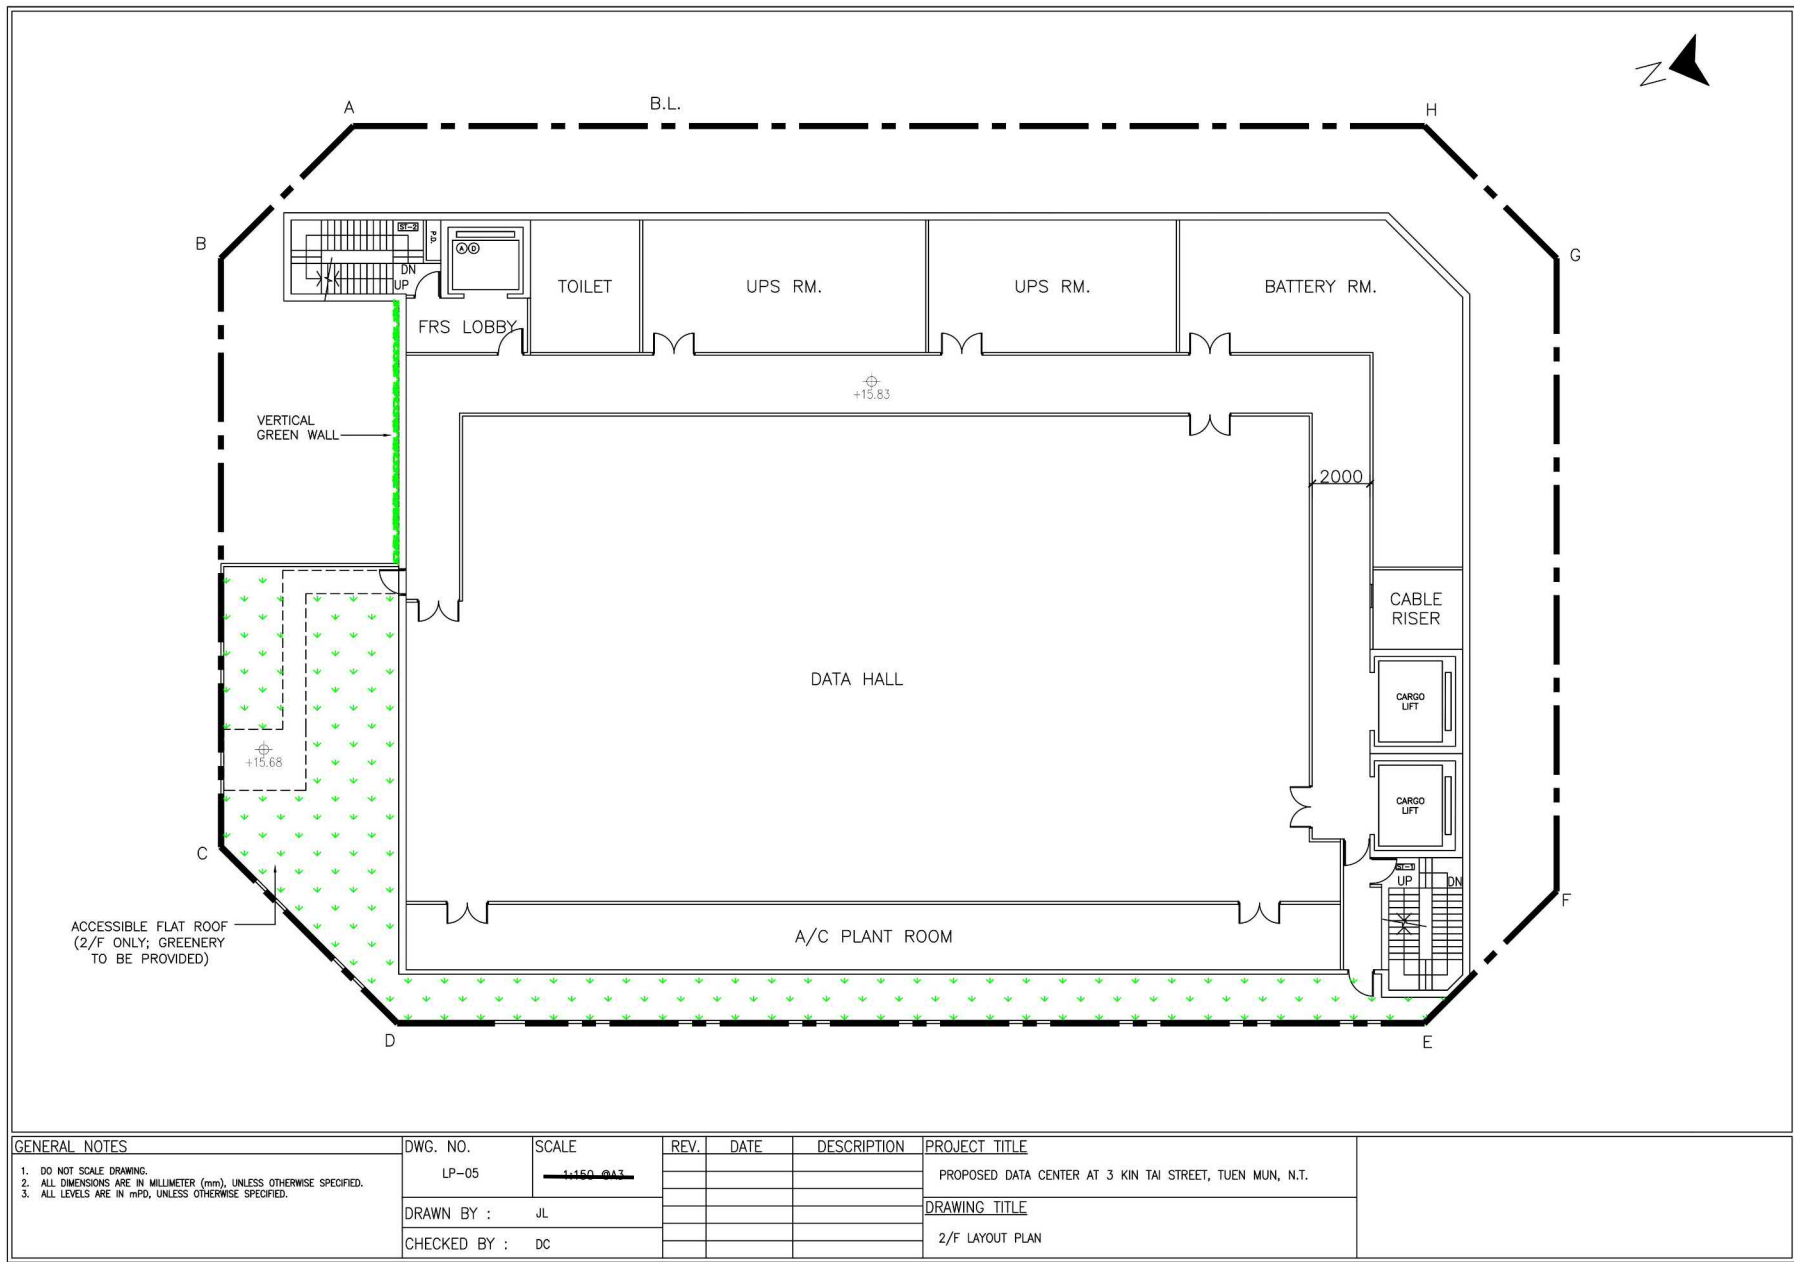 N
A
B.L.
H
B
G
ST-2
P.D.
A D
DN
UP
TOILET
UPS RM.
UPS RM.
BATTERY RM.
FRS LOBBY
+15.83
VERTICAL
GREEN WALL
2000
CABLE
RISER
DATA HALL
CARGO
LIFT
+15.68
CARGO
LIFT
C
ST-1
UP
DN
F
ACCESSIBLE FLAT ROOF
(2/F ONLY; GREENERY
TO BE PROVIDED)
A/C PLANT ROOM
D
E
GENERAL NOTES
1. DO NOT SCALE DRAWING.
2. ALL DIMENSIONS ARE IN MILLIMETER (mm), UNLESS OTHERWISE SPECIFIED.
3. ALL LEVELS ARE IN mPD, UNLESS OTHERWISE SPECIFIED.
DWG. NO.
LP-05
SCALE
1:150 @A3
DRAWN BY : JL
CHECKED BY : DC
REV. DATE DESCRIPTION
PROJECT TITLE
PROPOSED DATA CENTER AT 3 KIN TAI STREET, TUEN MUN, N.T.
DRAWING TITLE
2/F LAYOUT PLAN